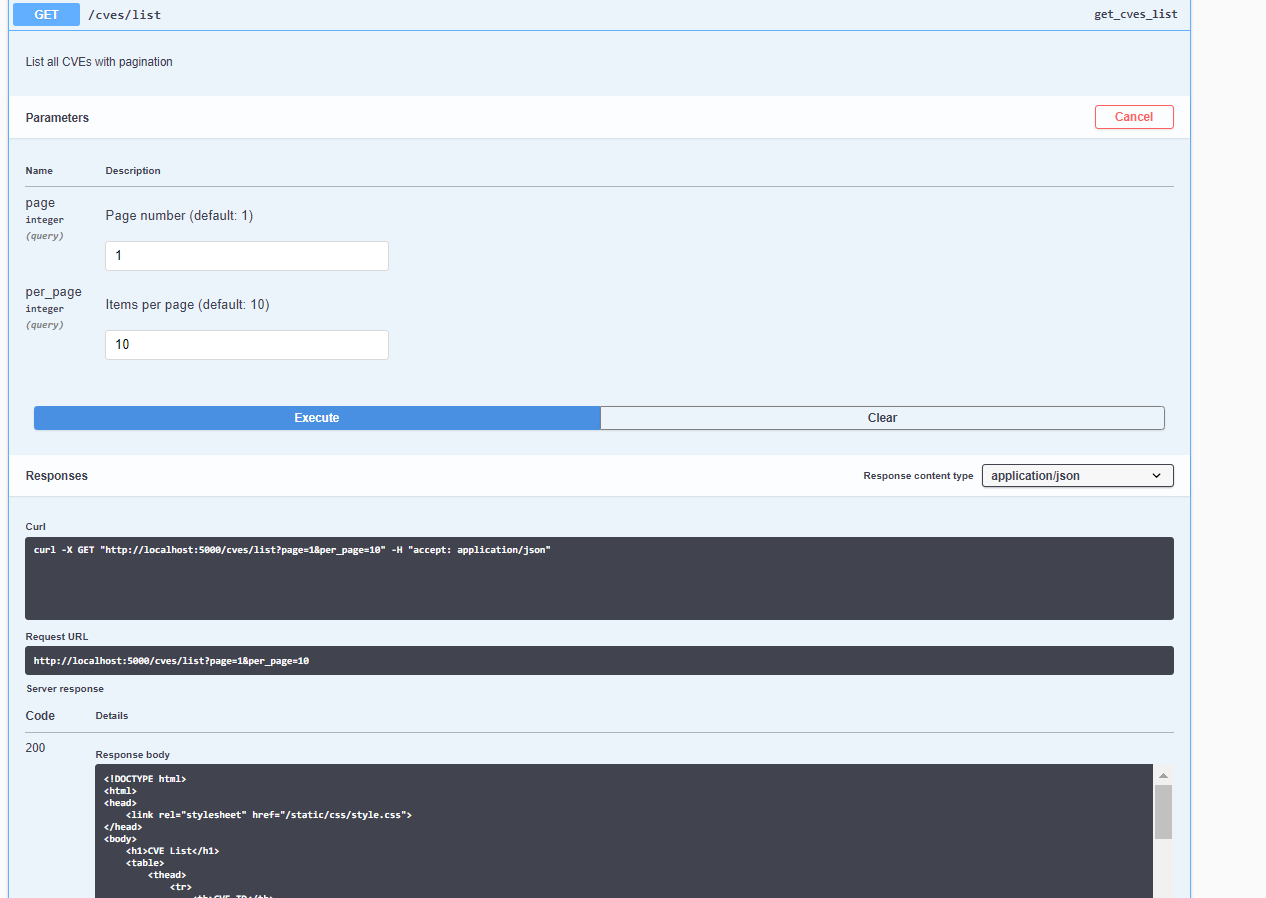 GET /cves/list get_cves_list
List all CVEs with pagination
Parameters Cancel
Name Description
page
integer
(query)
Page number (default: 1)
1
per_page
integer
(query)
Items per page (default: 10)
10
Execute Clear
Responses Response content type application/json
Curl
curl -X GET "http://localhost:5000/cves/list?page=1&per_page=10" -H "accept: application/json"
Request URL
http://localhost:5000/cves/list?page=1&per_page=10
Server response
Code Details
200
Response body
<!DOCTYPE html>
<html>
<head>
<link rel="stylesheet" href="/static/css/style.css">
</head>
<body>
<h1>CVE List</h1>
<table>
<thead>
<tr>
<th>CVE ID</th>